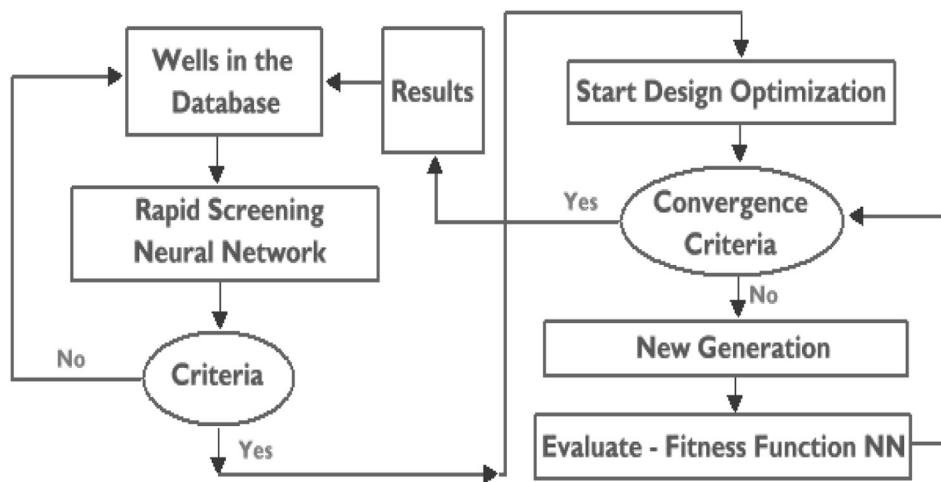 Wells in the
Database
Rapid Screening
Neural Network
Criteria
No
Yes
Results
Start Design Optimization
Convergence
Criteria
Yes
No
New Generation
Evaluate - Fitness Function NN